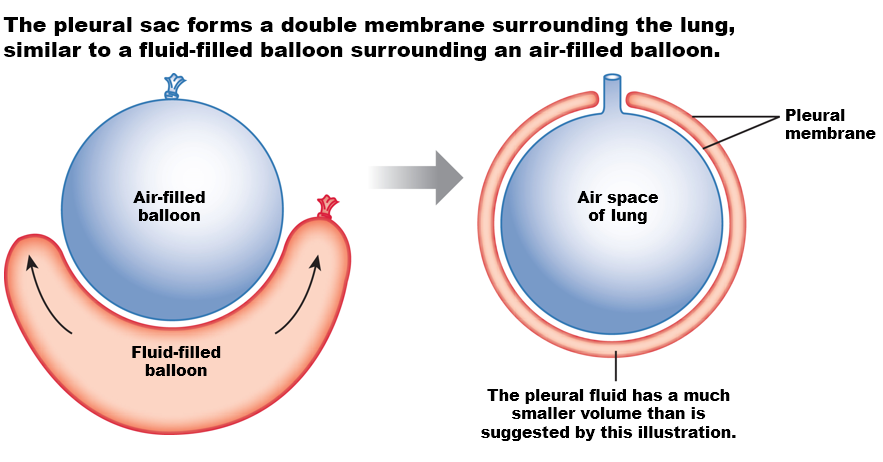 The pleural sac forms a double membrane surrounding the lung,
similar to a fluid-filled balloon surrounding an air-filled balloon.
Air-filled
balloon
Fluid-filled
balloon
Air space
of lung
Pleural
membrane
The pleural fluid has a much
smaller volume than is
suggested by this illustration.